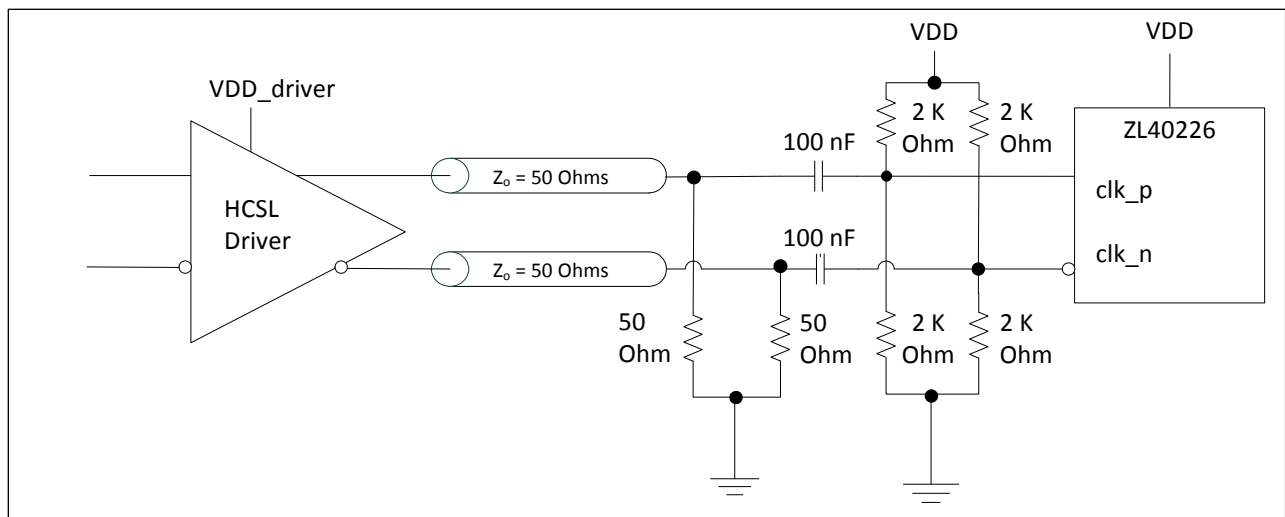 VDD
VDD
VDD_driver
2 K
Ohm
2 K
Ohm
ZL40226
100 nF
Zo = 50 Ohms
clk_p
HCSL
Driver
100 nF
clk_n
Zo = 50 Ohms
50
Ohm
50
Ohm
2 K
Ohm
2 K
Ohm